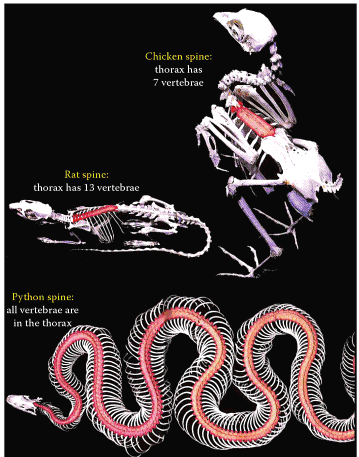 Chicken spine:
thorax has
7 vertebrae
Rat spine:
thorax has 13 vertebrae
Python spine:
all vertebrae are
in the thorax